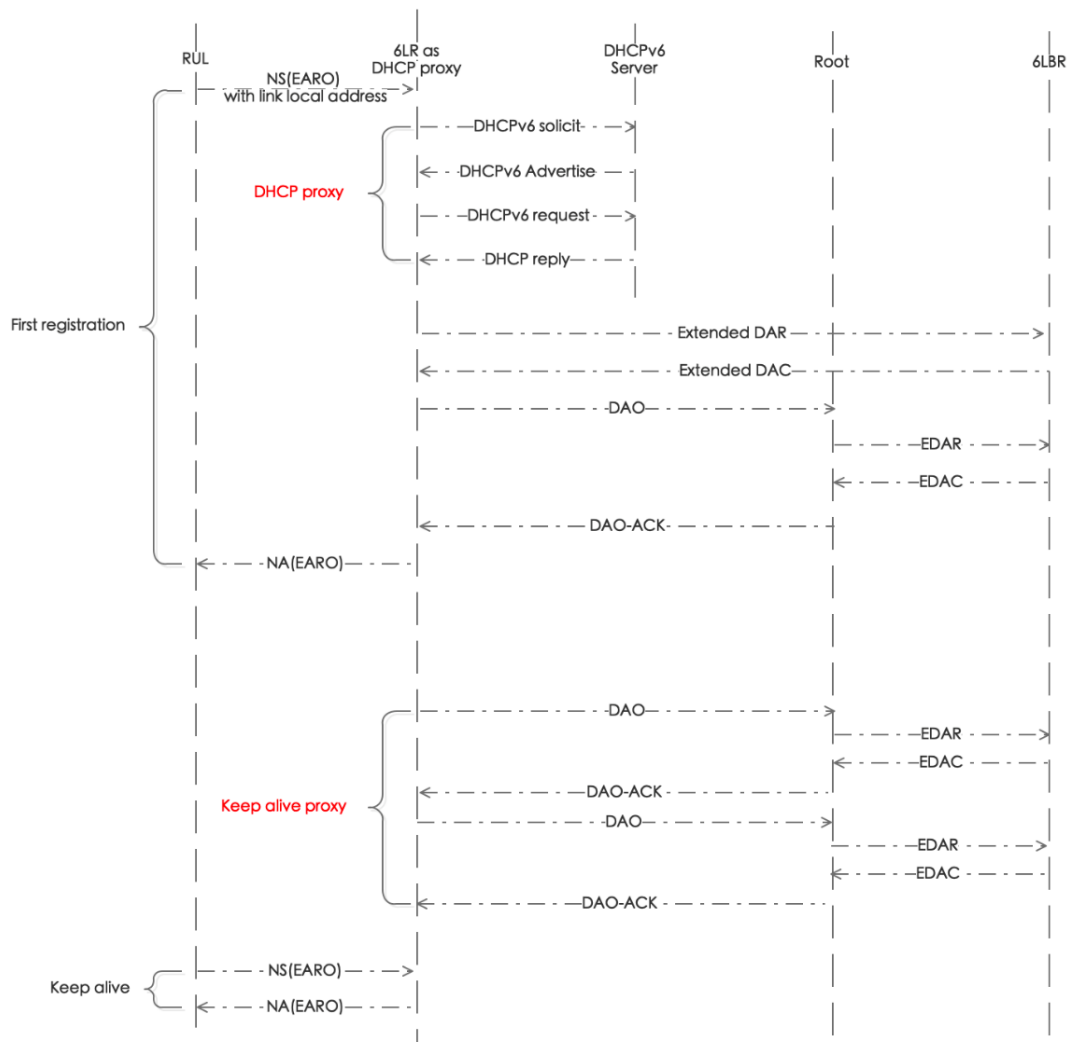 RUL
6LR as
DHCP proxy
DHCPv6
Server
Root
6LBR
NS(EARO)
with link local address
DHCPv6 solicit
DHCPv6 Advertise
DHCP proxy
DHCPv6 request
DHCP reply
First registration
Extended DAR
Extended DAC
DAO
EDAR
EDAC
DAO-ACK
NA(EARO)
DAO
EDAR
EDAC
DAO-ACK
Keep alive proxy
DAO
EDAR
EDAC
DAO-ACK
NS(EARO)
Keep alive
NA(EARO)